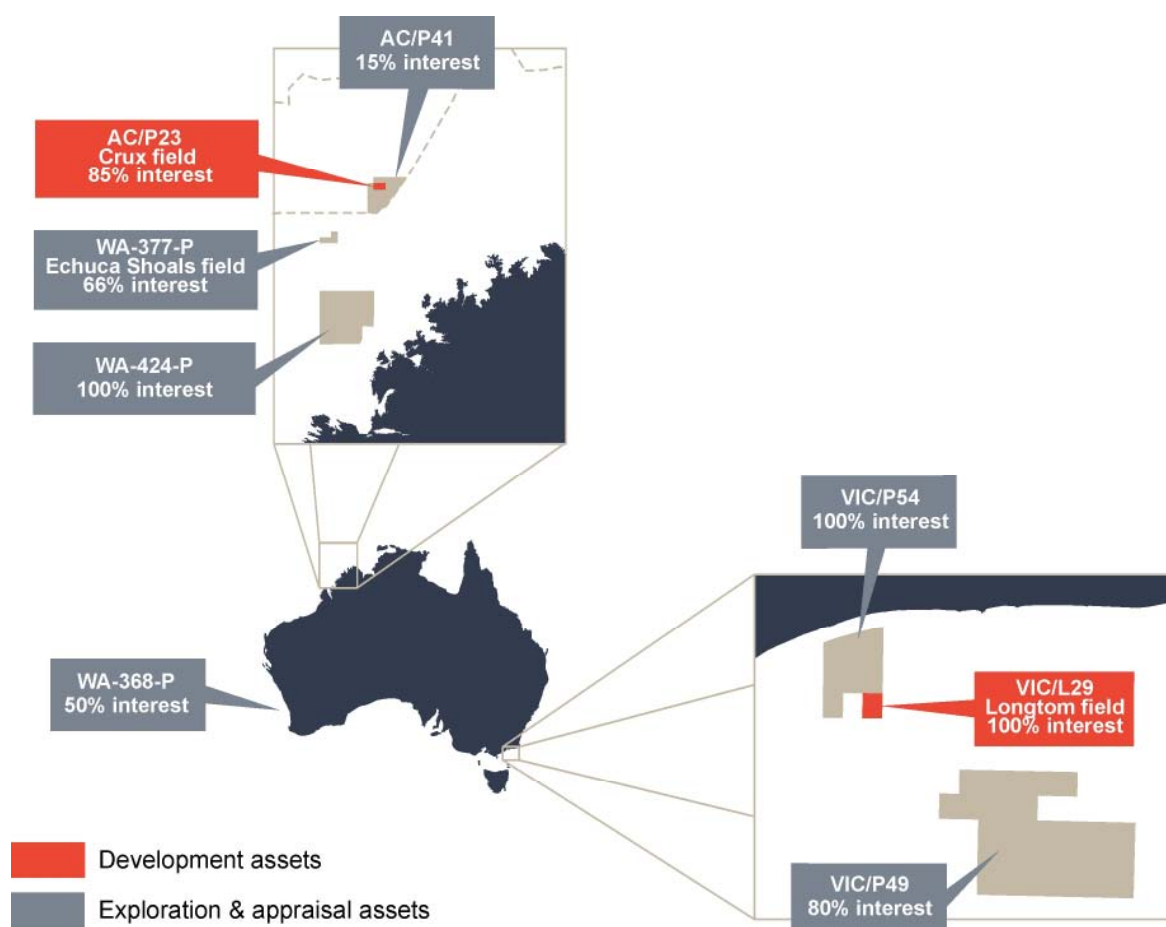 AC/P41
15% interest
AC/P23
Crux field
85% interest
WA-377-P
Echuca Shoals field
66% interest
WA-424-P
100% interest
WA-368-P
50% interest
VIC/P54
100% interest
VIC/L29
Longtom field
100% interest
VIC/P49
80% interest
Development assets
Exploration & appraisal assets